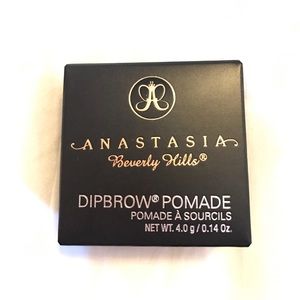 ANASTASIA
Beverly Hills®
DIPBROW® POMADE
POMADE À SOURCILS
NET WT. 4.0 g / 0.14 Oz.